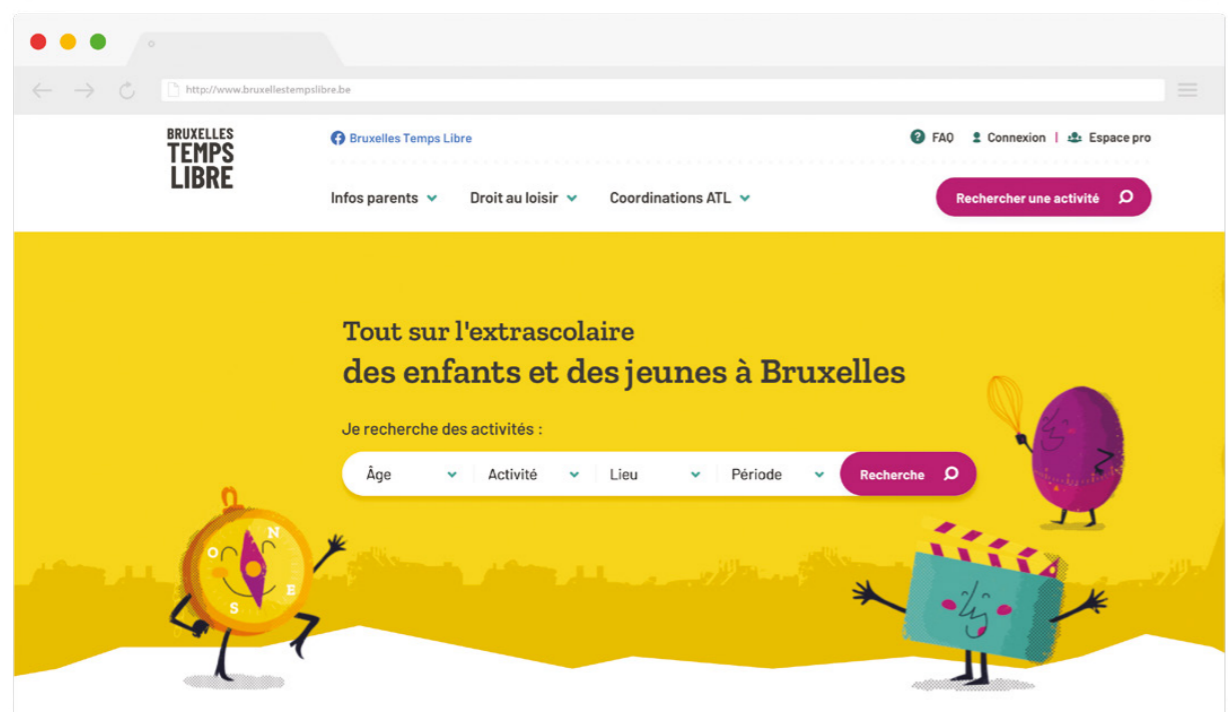 http://www.bruxellestempslibre.be
BRUXELLES
TEMPS
LIBRE
Bruxelles Temps Libre
FAQ Connexion | Espace pro
Infos parents Droit au loisir Coordinations ATL
Rechercher une activité
Tout sur l'extrascolaire
des enfants et des jeunes à Bruxelles
Je recherche des activités :
Âge Activité Lieu Période Recherche
N
O
E
S